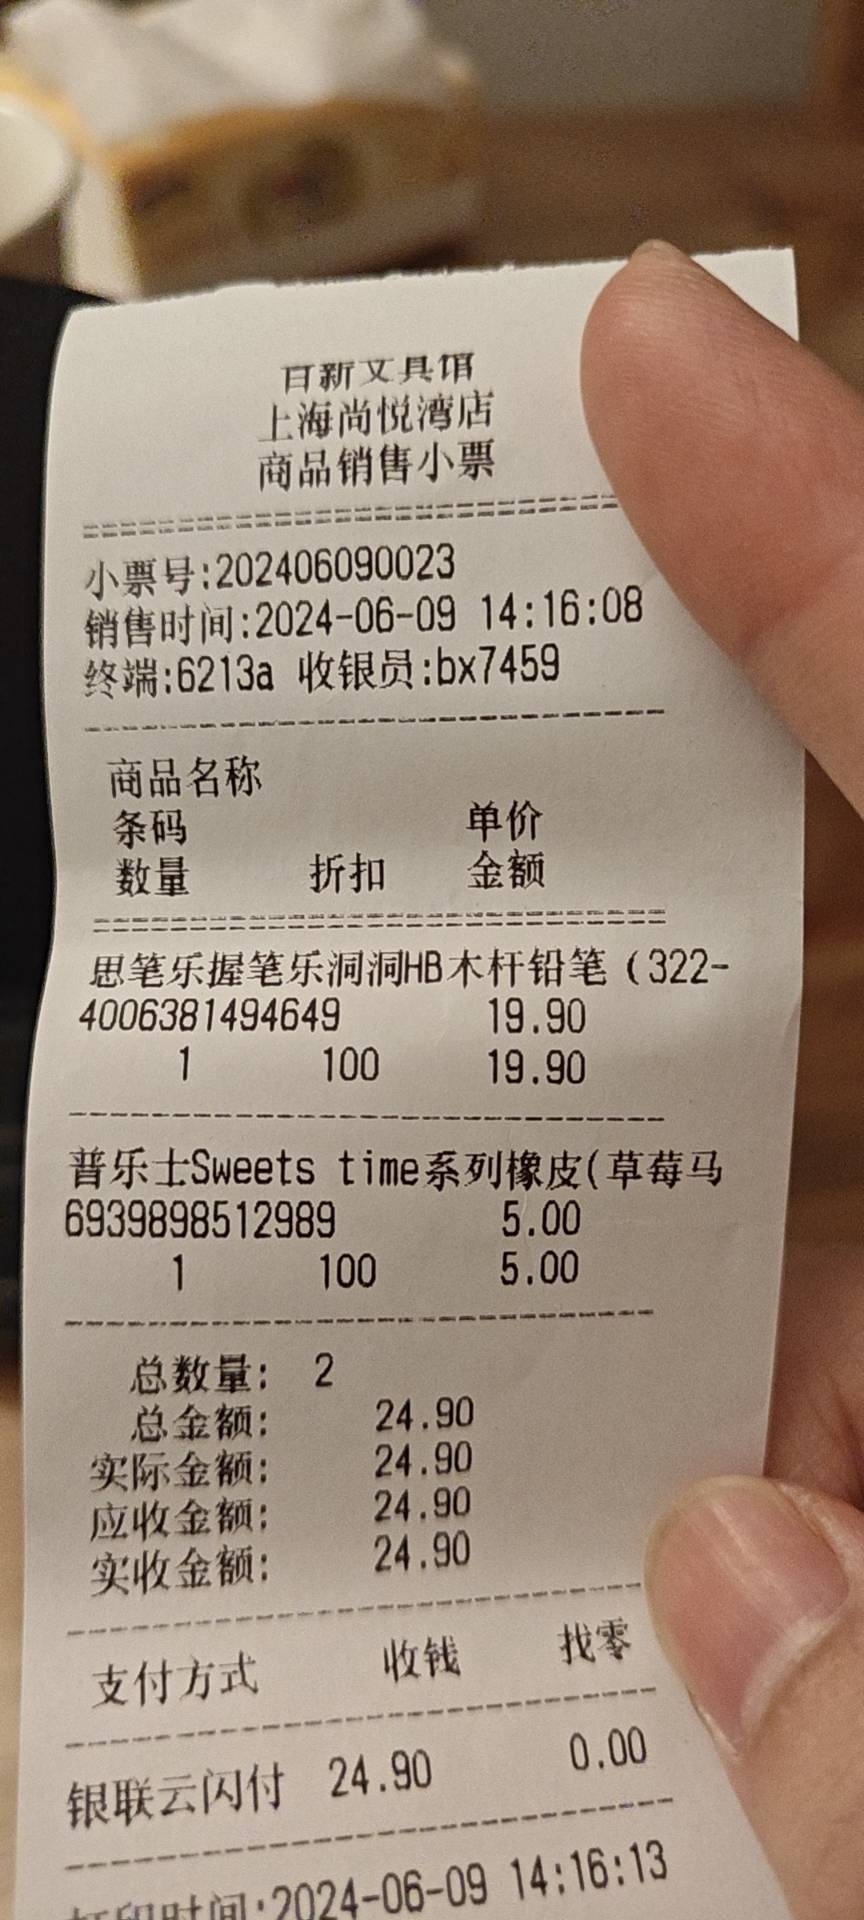 百新文具馆
上海尚悦湾店
商品销售小票
小票号:202406090023
销售时间:2024-06-09 14:16:08
终端:6213a 收银员:bx7459
商品名称
条码 单价
数量 折扣 金额
思笔乐握笔乐洞洞HB木杆铅笔（322-
4006381494649 19.90
1 100 19.90
普乐士Sweets time系列橡皮(草莓马
6939898512989 5.00
1 100 5.00
总数量: 2
总金额: 24.90
实际金额: 24.90
应收金额: 24.90
实收金额: 24.90
支付方式 收钱 找零
银联云闪付 24.90 0.00
打印时间:2024-06-09 14:16:13